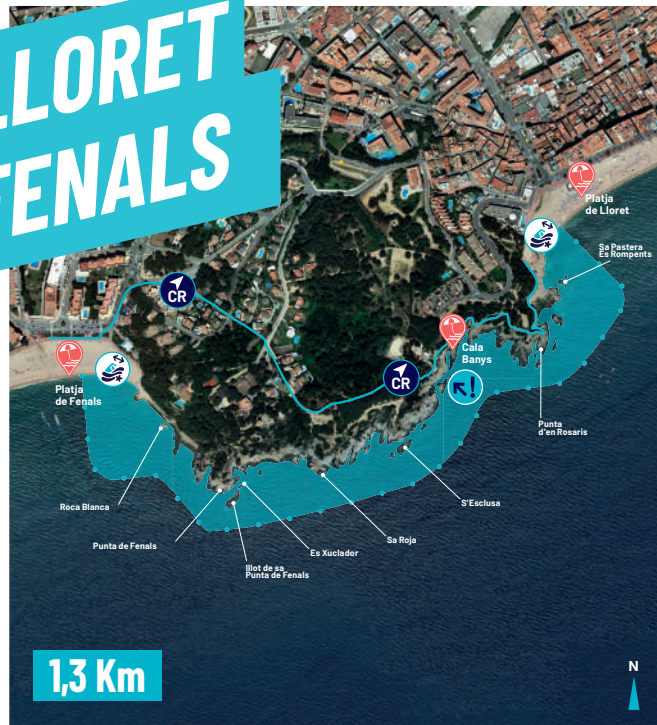 LLORET
FENALS
Platja
de Lloret
Sa Pastera
Es Rompents
CR
Platja
de Fenals
Cala
Banys
CR
!
Punta
d'en Rosaris
Roca Blanca
S'Esclusa
Punta de Fenals
Sa Roja
Es Xuclador
Illot de sa
Punta de Fenals
1,3 Km
N